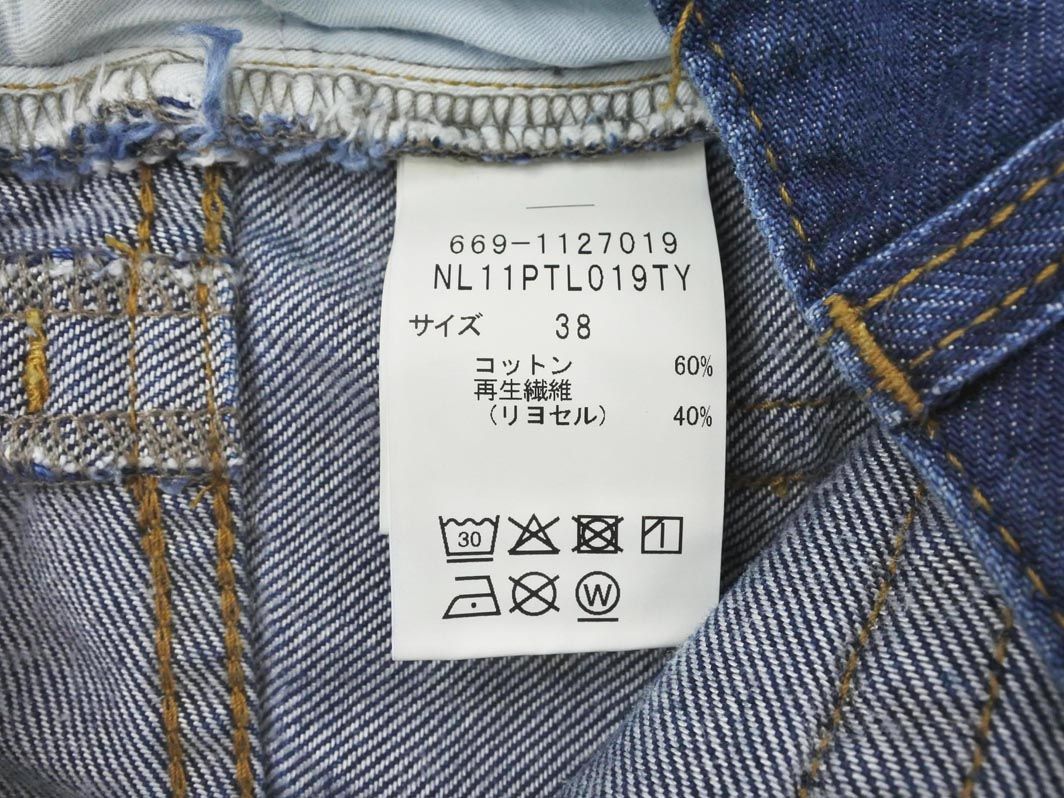 669-1127019
NL11PTL019TY
サイズ 38
コットン 60%
再生繊維
（リヨセル） 40%
30
W